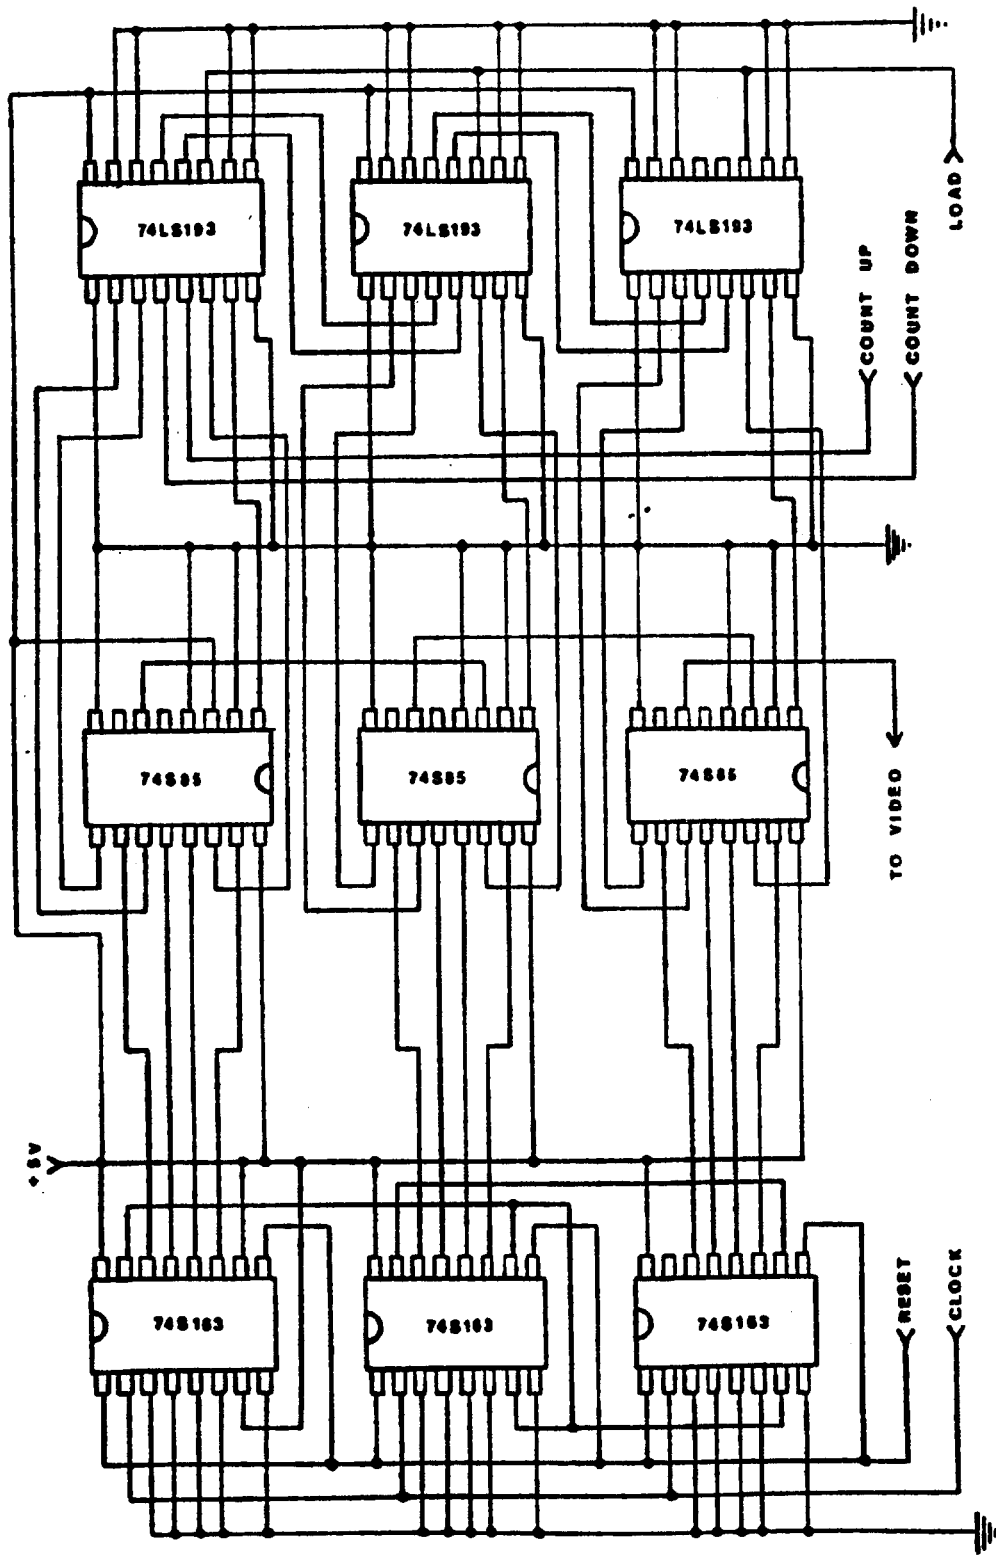 74LS193
74LS193
74LS193
LOAD
COUNT UP
COUNT DOWN
74S85
74S85
74S85
TO VIDEO
+5V
74S163
74S163
74S163
RESET
CLOCK